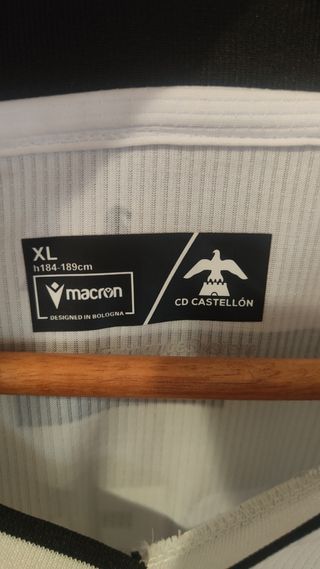 XL
h184-189cm
macron
DESIGNED IN BOLOGNA
CD CASTELLÓN